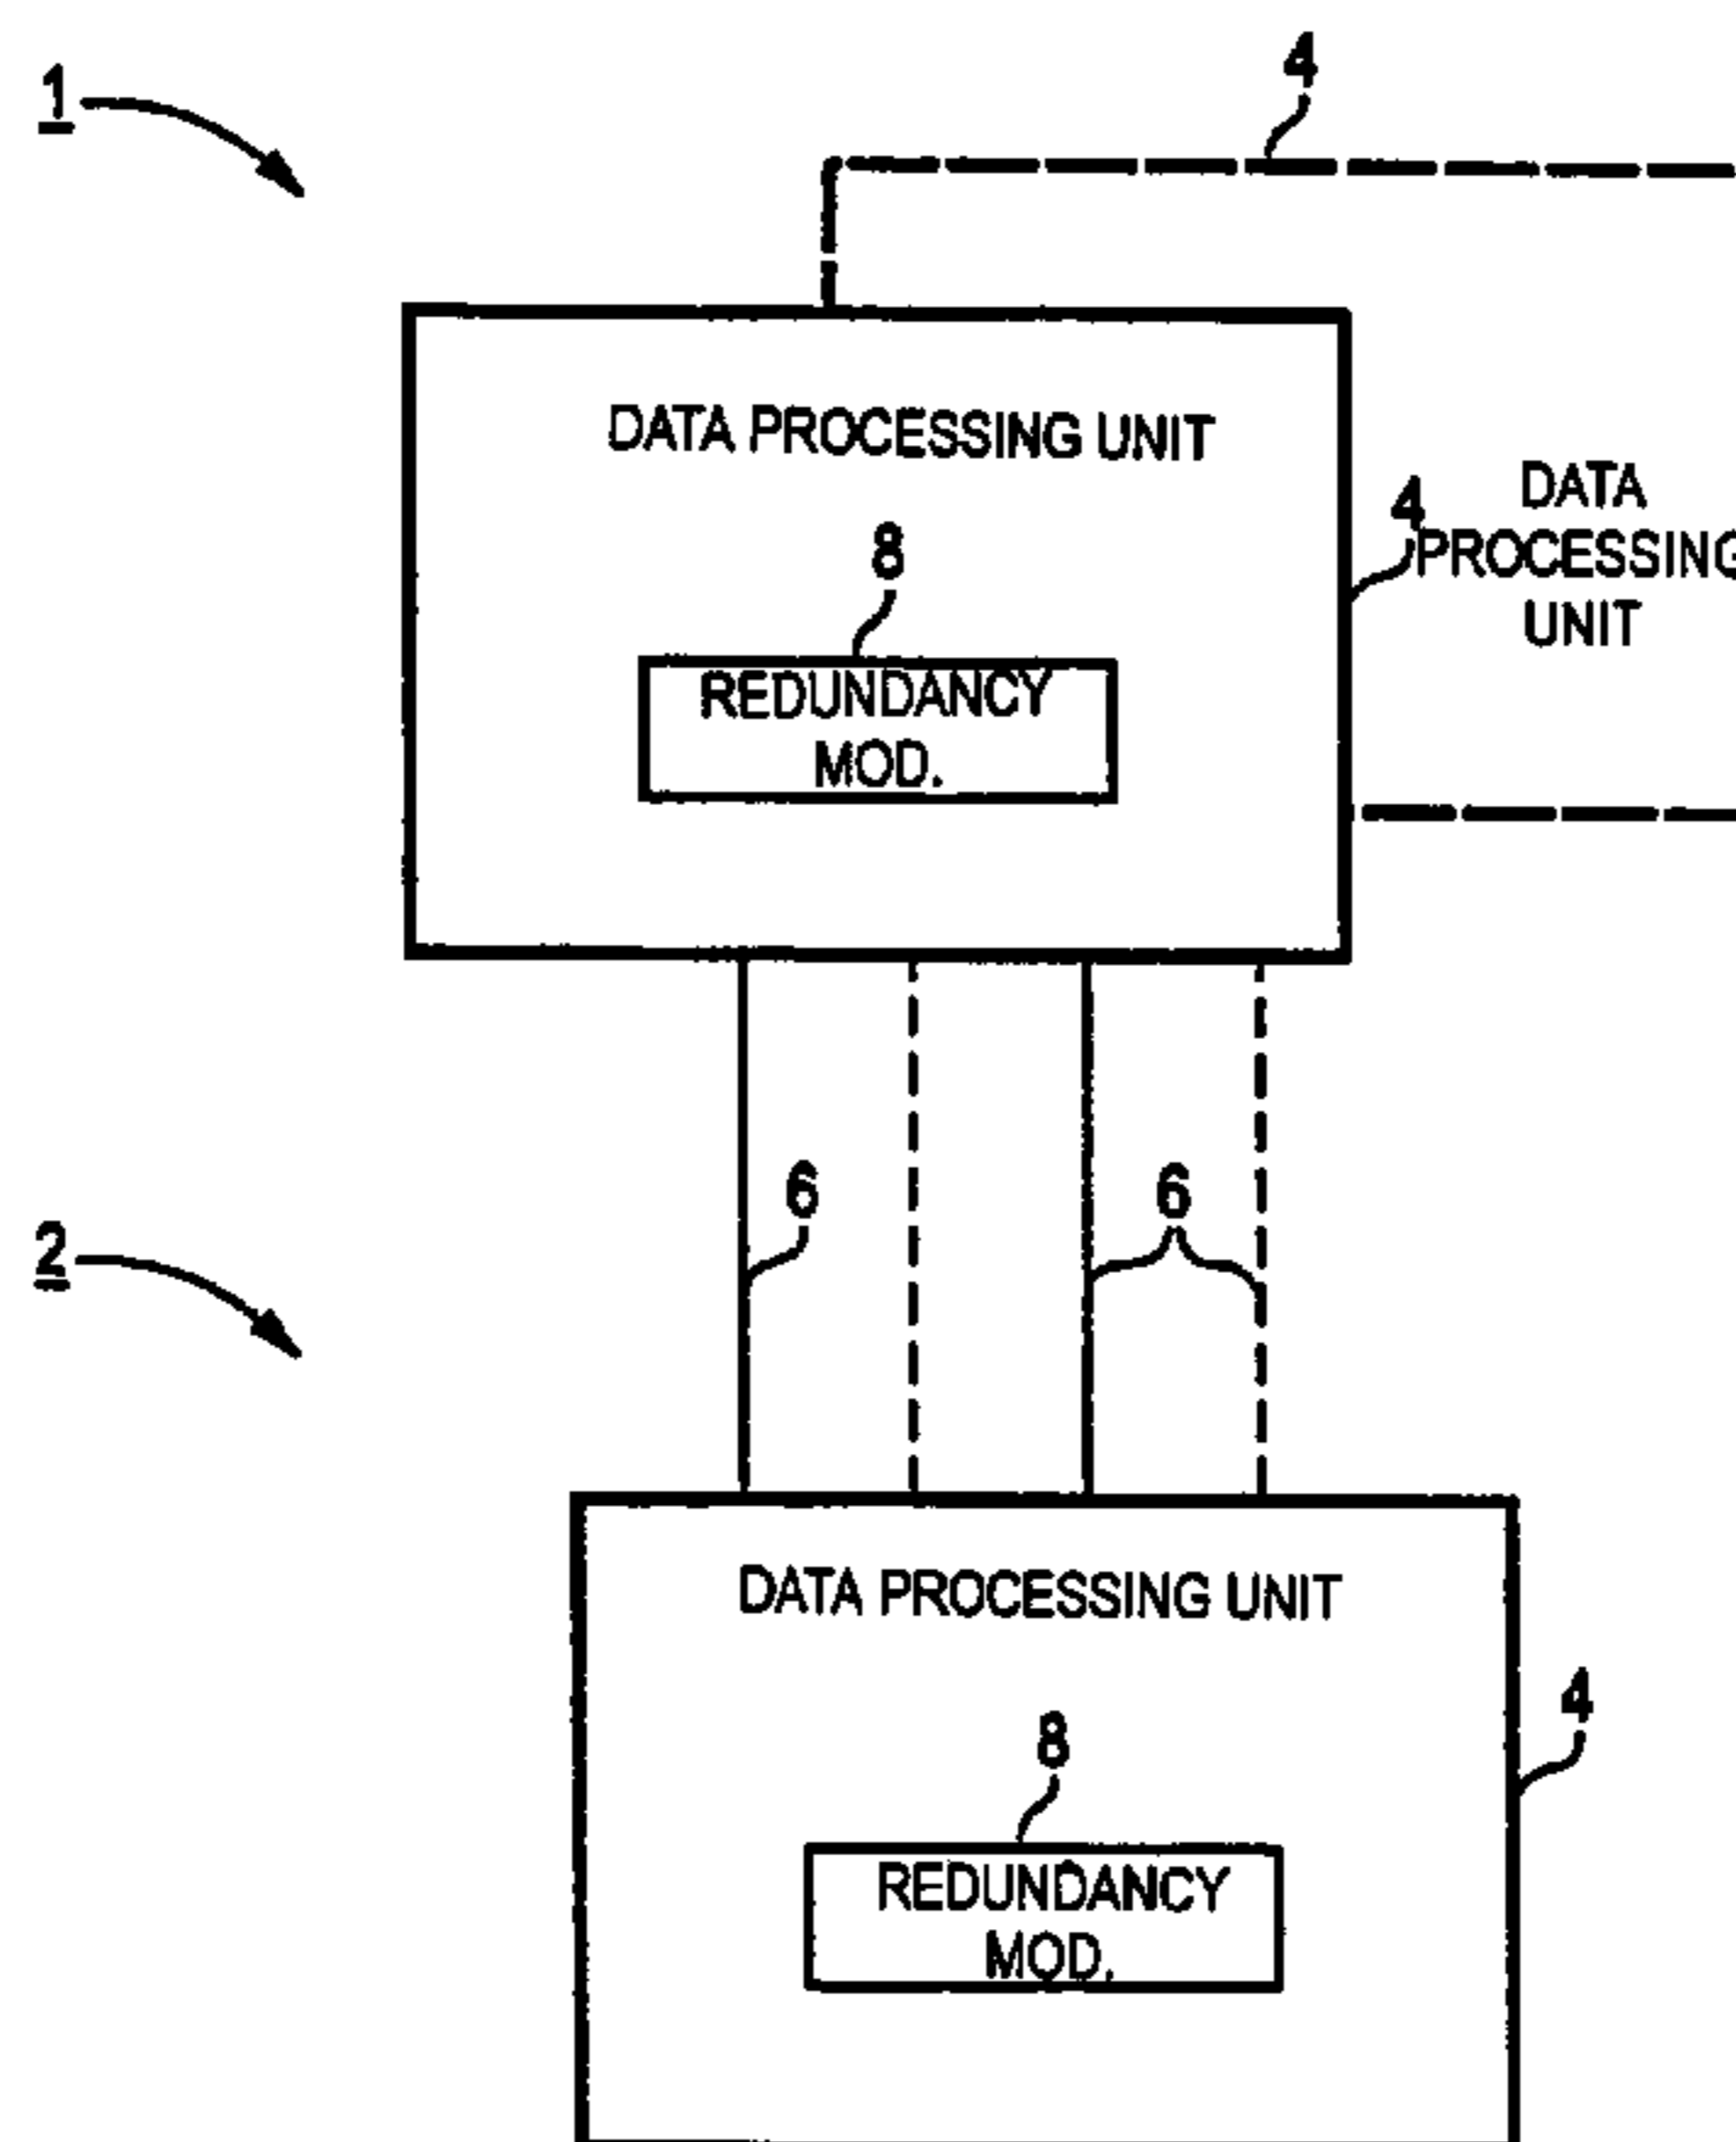 1
4
DATA PROCESSING UNIT
4
DATA
PROCESSING
UNIT
8
REDUNDANCY
MOD.
6
6
2
DATA PROCESSING UNIT
4
8
REDUNDANCY
MOD.